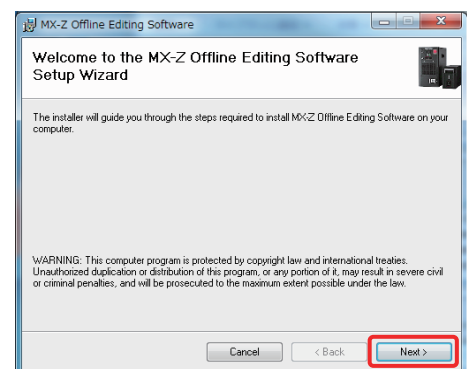 MX-Z Offline Editing Software
Welcome to the MX-Z Offline Editing Software
Setup Wizard
The installer will guide you through the steps required to install MX-Z Offline Editing Software on your
computer.
WARNING: This computer program is protected by copyright law and international treaties.
Unauthorized duplication or distribution of this program, or any portion of it, may result in severe civil
or criminal penalties, and will be prosecuted to the maximum extent possible under the law.
Cancel
< Back
Next >